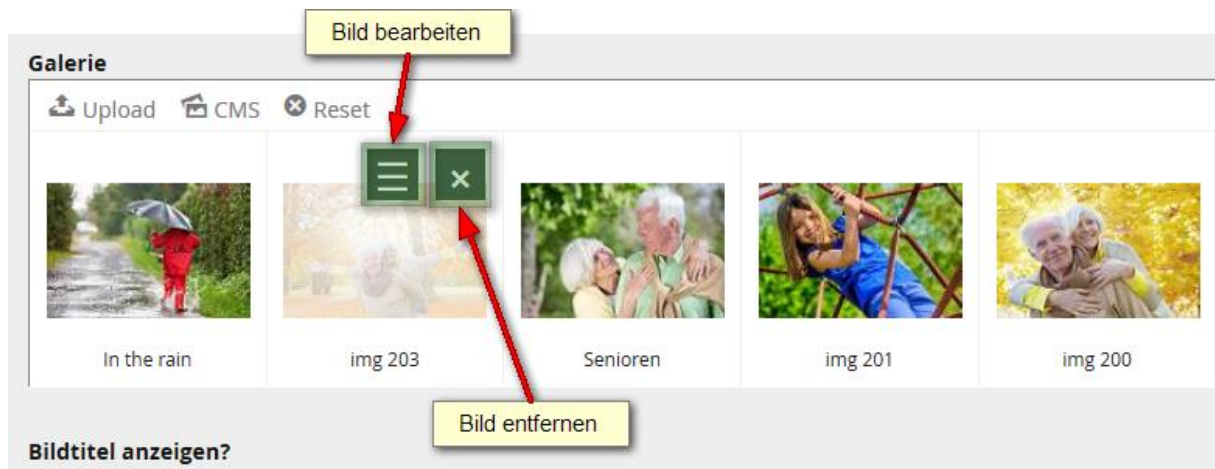 Bild bearbeiten
Galerie
Upload CMS Reset
In the rain img 203 Senioren img 201 img 200
Bild entfernen
Bildtitel anzeigen?